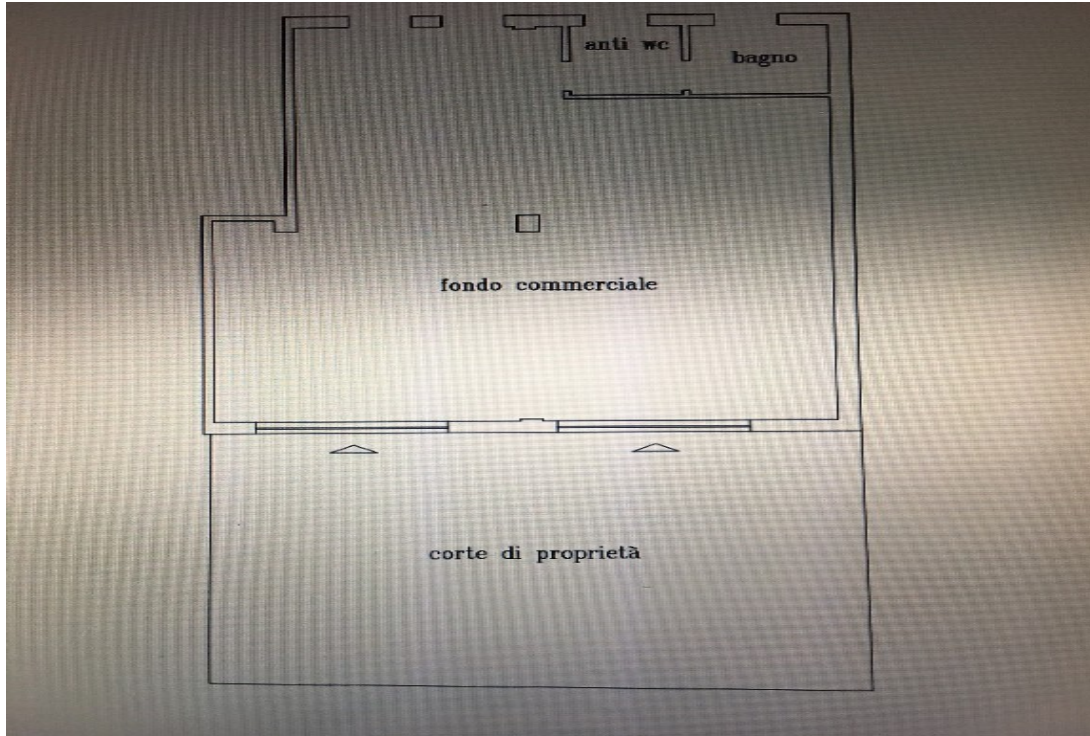 anti wc
bagno
fondo commerciale
corte di proprietà